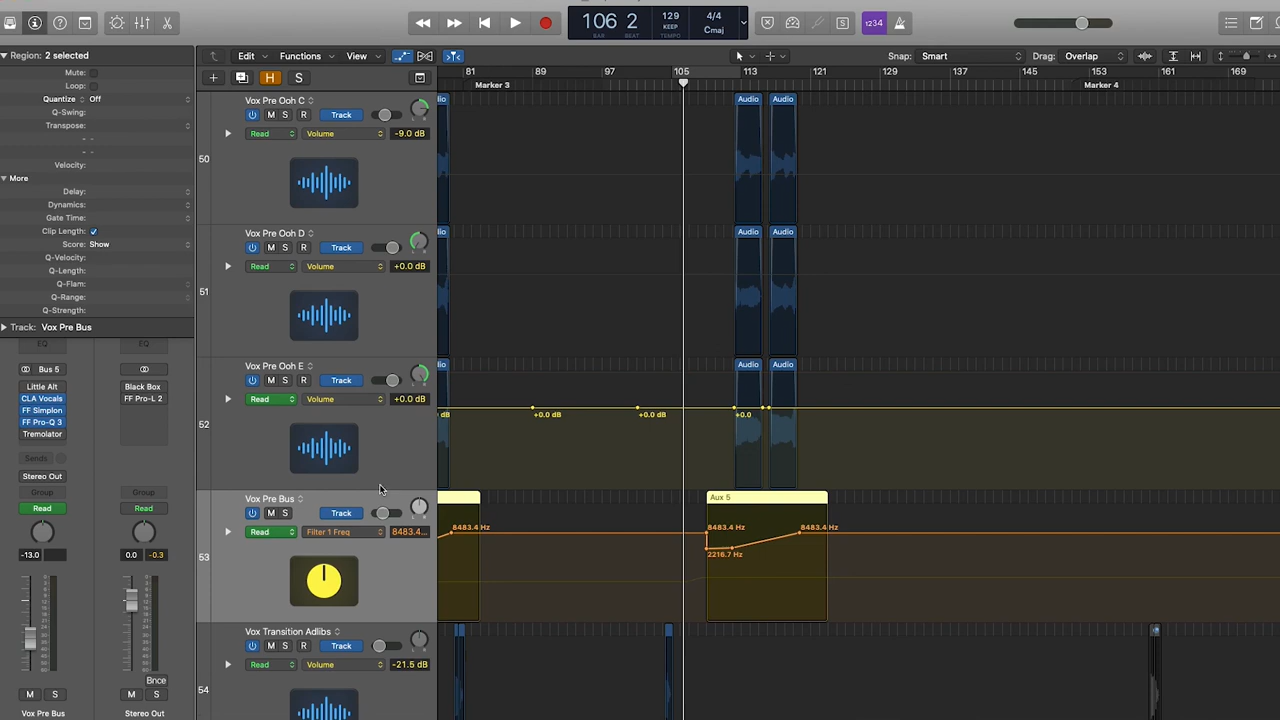 106 2
BAR BEAT
129
KEEP
TEMPO
4/4
Cmaj
1234
S
Region: 2 selected
Mute:
Loop:
Quantize Off
Q-Swing:
Transpose:
- -
- -
Velocity:
More
Delay:
Dynamics:
Gate Time:
Clip Length:
Score: Show
Q-Velocity:
Q-Length:
Q-Flam:
Q-Range:
Q-Strength:
Track: Vox Pre Bus
EQ EQ
Bus 5
Little Alt
CLA Vocals
FF Simplon
FF Pro-Q 3
Tremolator
Black Box
FF Pro-L 2
Sends
Stereo Out
Group Group
Read Read
-13.0 0.0 -0.3
Bnce
M S M S
Vox Pre Bus Stereo Out
Edit Functions View
Snap: Smart Drag: Overlap
H S
81 89 97 105 113 121 129 137 145 153 161 169
Marker 3 Marker 4
50
Vox Pre Ooh C
M S R Track
Read Volume -9.0 dB
io Audio Audio
51
Vox Pre Ooh D
M S R Track
Read Volume +0.0 dB
io Audio Audio
52
Vox Pre Ooh E
M S R Track
Read Volume +0.0 dB
io Audio Audio
dB +0.0 dB +0.0 dB +0.0
53
Vox Pre Bus
M S Track
Read Filter 1 Freq 8483.4...
Aux 5
8483.4 Hz 8483.4 Hz 8483.4 Hz
2216.7 Hz
54
Vox Transition Adlibs
M S R Track
Read Volume -21.5 dB